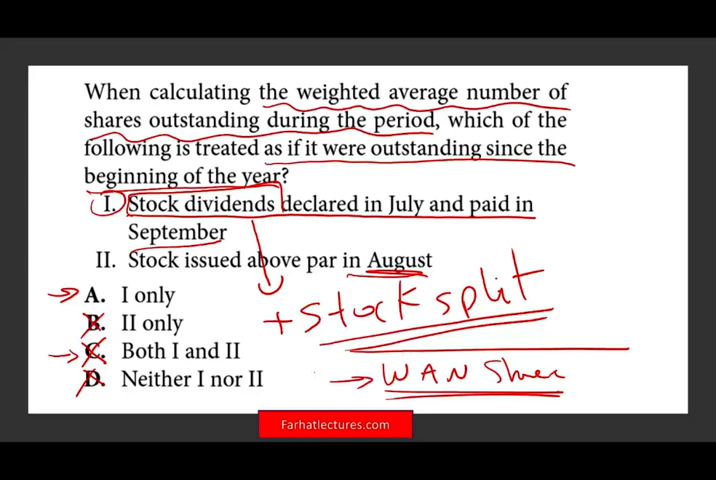 When calculating the weighted average number of
shares outstanding during the period, which of the
following is treated as if it were outstanding since the
beginning of the year?
I. Stock dividends declared in July and paid in
September
II. Stock issued above par in August
A. I only
+ stock split
B. II only
C. Both I and II
WAN Shares
D. Neither I nor II
Farhatlectures.com